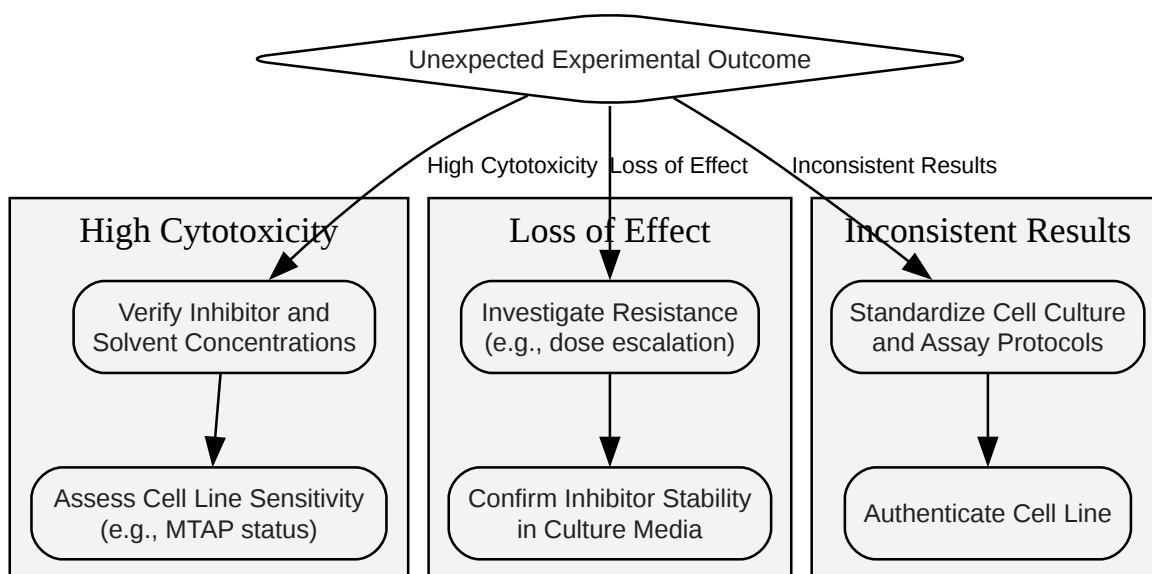 Unexpected Experimental Outcome
High Cytotoxicity
Loss of Effect
Inconsistent Results
High Cytotoxicity
Loss of Effect
Inconsistent Results
Verify Inhibitor and
Solvent Concentrations
Investigate Resistance
(e.g., dose escalation)
Standardize Cell Culture
and Assay Protocols
Assess Cell Line Sensitivity
(e.g., MTAP status)
Confirm Inhibitor Stability
in Culture Media
Authenticate Cell Line